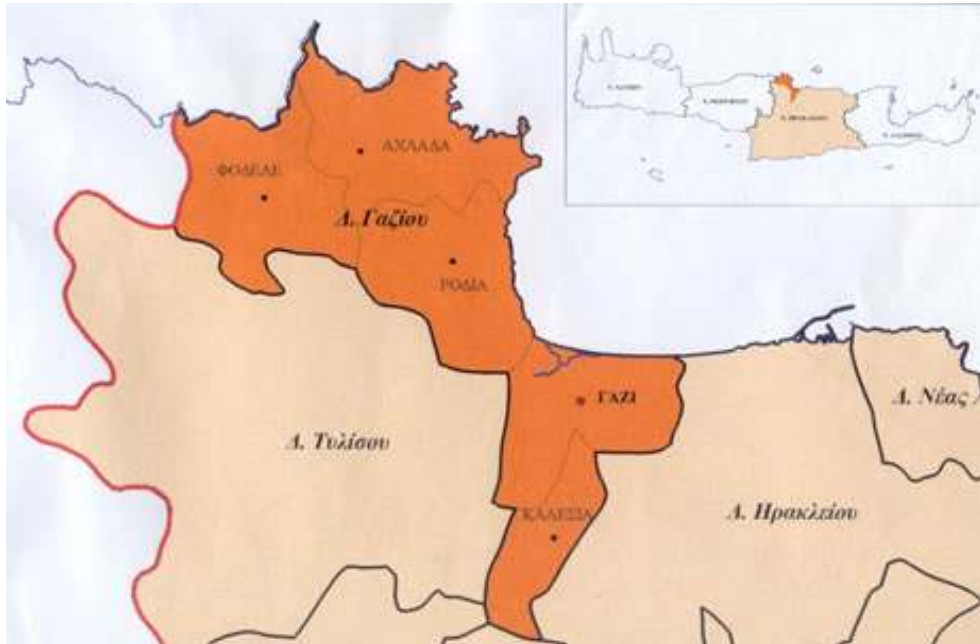 ΑΧΛΑΔΑ
ΦΟΔΕΛΕ
Δ. Γαζίου
ΡΟΔΙΑ
ΓΑΖΙ
Δ. Νέας
Δ. Τυλίσου
ΚΑΛΕΣΙΑ
Δ. Ηρακλείου